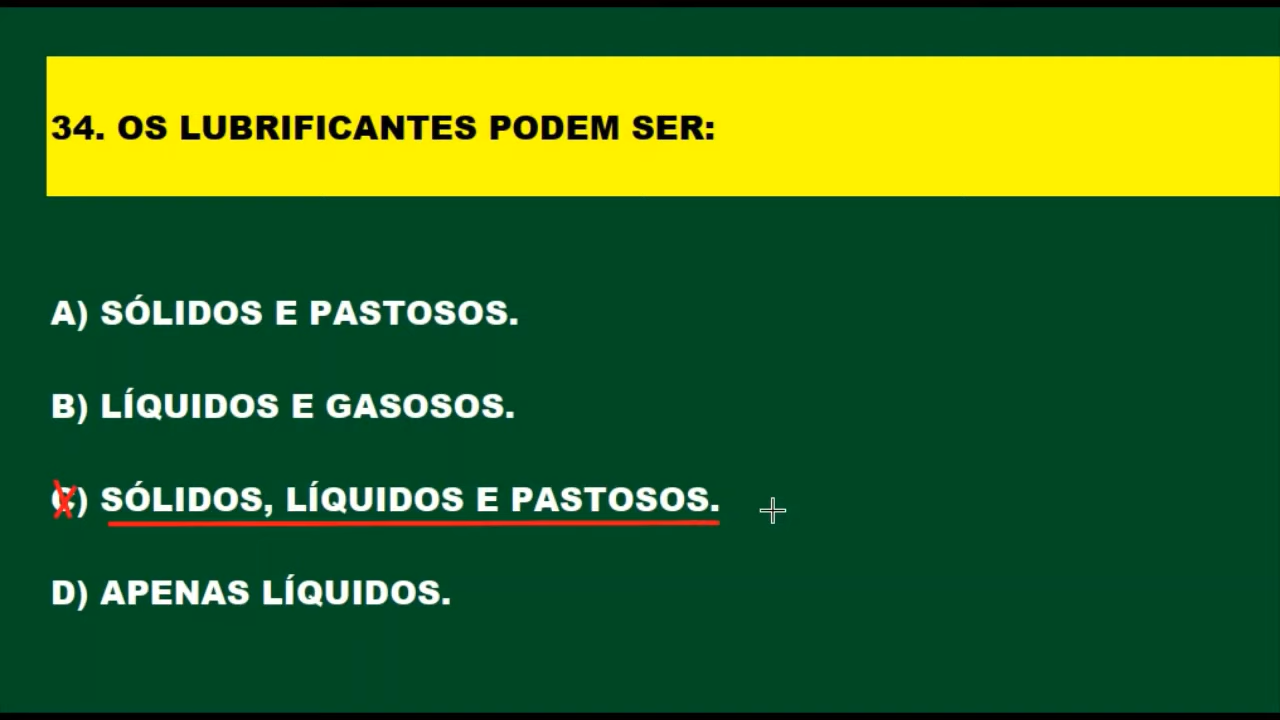 34. OS LUBRIFICANTES PODEM SER:
A) SÓLIDOS E PASTOSOS.
B) LÍQUIDOS E GASOSOS.
C) SÓLIDOS, LÍQUIDOS E PASTOSOS.
D) APENAS LÍQUIDOS.